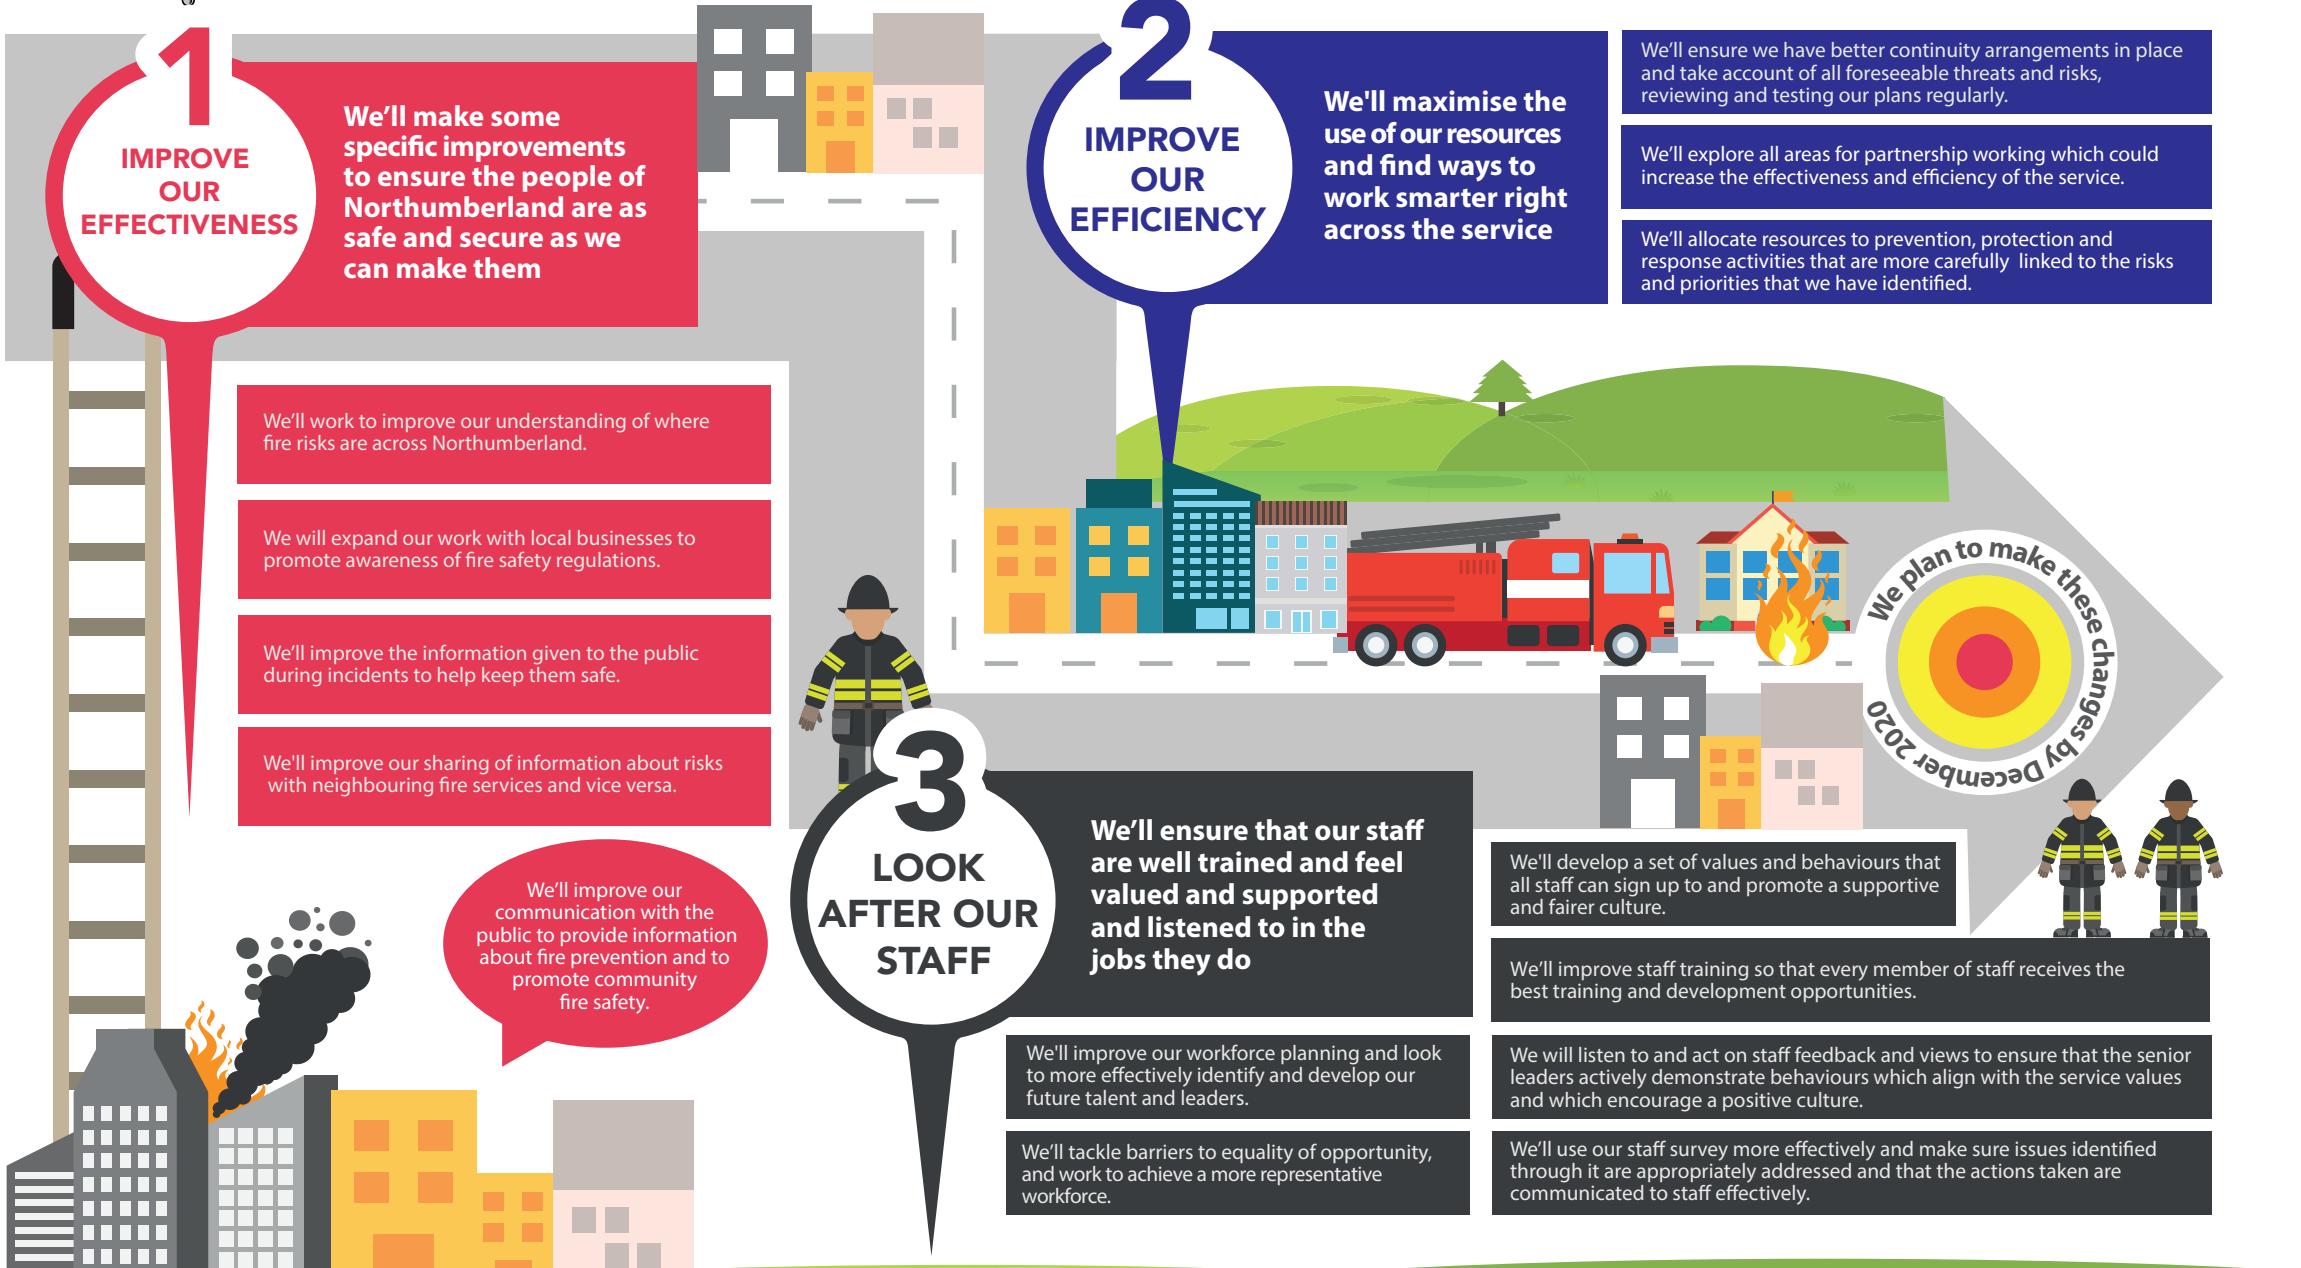 1
IMPROVE
OUR
EFFECTIVENESS
We’ll make some
specific improvements
to ensure the people of
Northumberland are as
safe and secure as we
can make them
We’ll work to improve our understanding of where
fire risks are across Northumberland.
We will expand our work with local businesses to
promote awareness of fire safety regulations.
We’ll improve the information given to the public
during incidents to help keep them safe.
We'll improve our sharing of information about risks
with neighbouring fire services and vice versa.
We’ll improve our
communication with the
public to provide information
about fire prevention and to
promote community
fire safety.
2
IMPROVE
OUR
EFFICIENCY
We'll maximise the
use of our resources
and find ways to
work smarter right
across the service
We’ll ensure we have better continuity arrangements in place
and take account of all foreseeable threats and risks,
reviewing and testing our plans regularly.
We’ll explore all areas for partnership working which could
increase the effectiveness and efficiency of the service.
We’ll allocate resources to prevention, protection and
response activities that are more carefully linked to the risks
and priorities that we have identified.
We plan to make these changes by December 2020
3
LOOK
AFTER OUR
STAFF
We’ll ensure that our staff
are well trained and feel
valued and supported
and listened to in the
jobs they do
We'll improve our workforce planning and look
to more effectively identify and develop our
future talent and leaders.
We’ll tackle barriers to equality of opportunity,
and work to achieve a more representative
workforce.
We'll develop a set of values and behaviours that
all staff can sign up to and promote a supportive
and fairer culture.
We’ll improve staff training so that every member of staff receives the
best training and development opportunities.
We will listen to and act on staff feedback and views to ensure that the senior
leaders actively demonstrate behaviours which align with the service values
and which encourage a positive culture.
We’ll use our staff survey more effectively and make sure issues identified
through it are appropriately addressed and that the actions taken are
communicated to staff effectively.